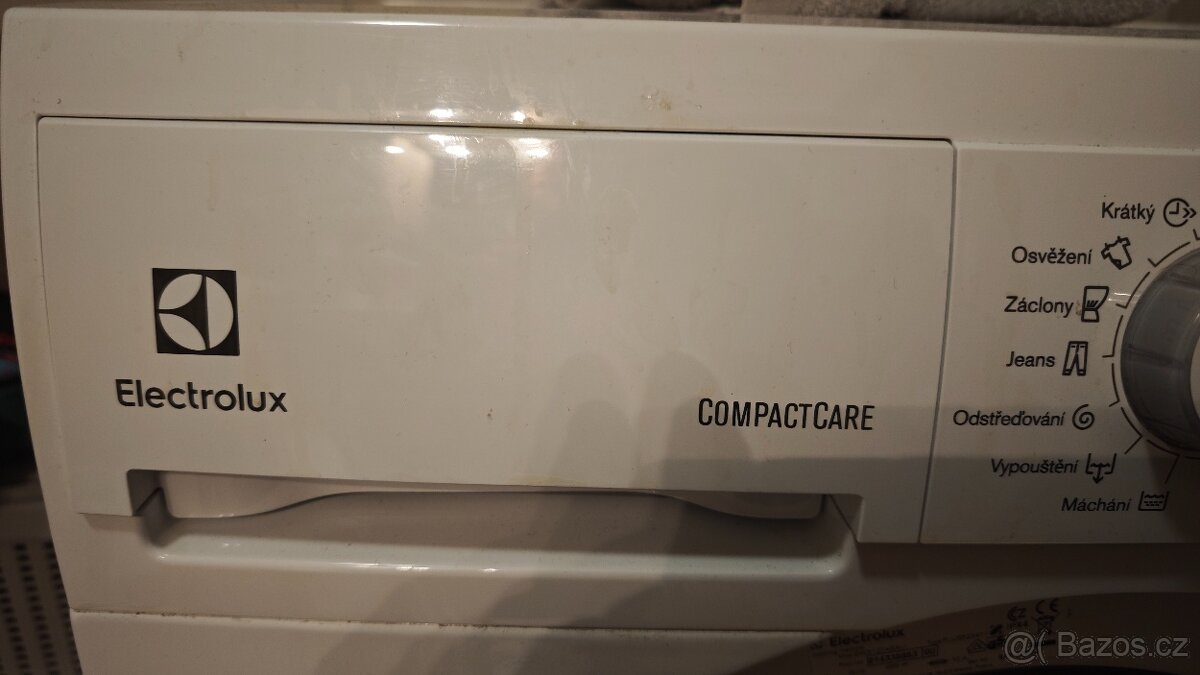 Electrolux
COMPACTCARE
Krátký
Osvěžení
Záclony
Jeans
Odstřeďování
Vypouštění
Máchání
Electrolux
@( Bazos.cz